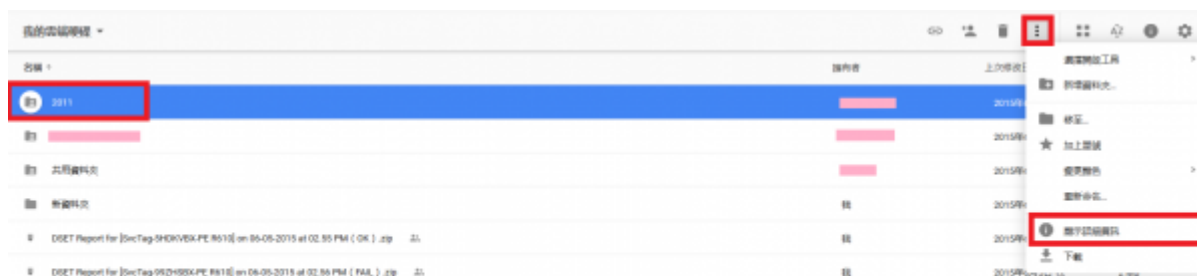 我的雲端硬碟
名稱 ↑ 擁有者 上次修改日
2011 2015年
2015年
共用資料夾 2015年
新資料夾 我 2015年
DSET Report for [SvcTag- R610] on 06-05-2015 at 02.55 PM ( OK ) .zip 我 2015年
DSET Report for [SvcTag- R610] on 06-05-2015 at 02.56 PM ( FAIL ) .zip 我 2015年
選擇開啟工具
新增資料夾...
移至...
加上星號
變更顏色
重新命名...
顯示詳細資訊
下載